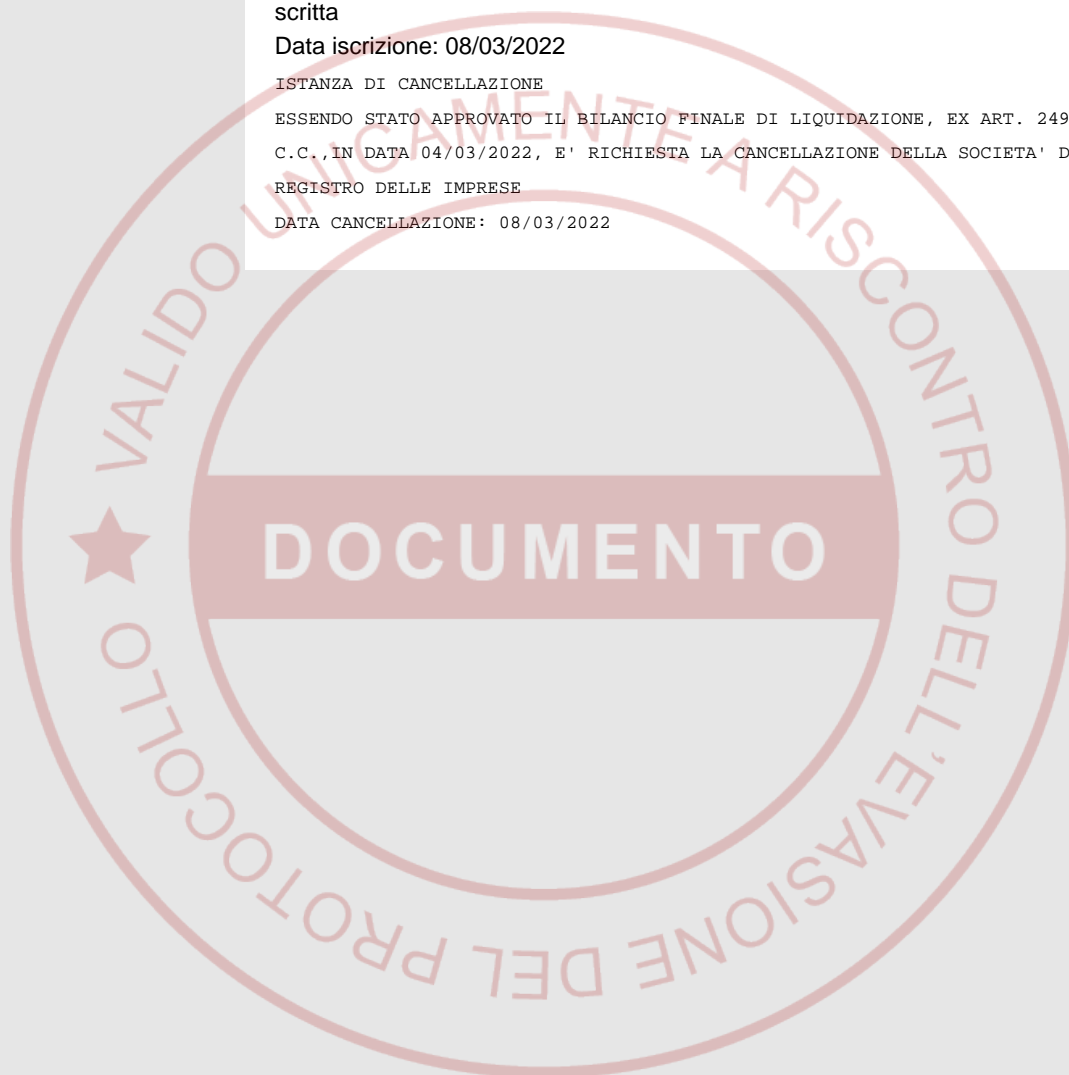 scritta
Data iscrizione: 08/03/2022
ISTANZA DI CANCELLAZIONE
ESSENDO STATO APPROVATO IL BILANCIO FINALE DI LIQUIDAZIONE, EX ART. 249
C.C.,IN DATA 04/03/2022, E' RICHIESTA LA CANCELLAZIONE DELLA SOCIETA' D
REGISTRO DELLE IMPRESE
DATA CANCELLAZIONE: 08/03/2022
VALIDO UNICAMENTE A RISCONTRO DELL'EVASIONE DEL PROTOCOLLO
DOCUMENTO